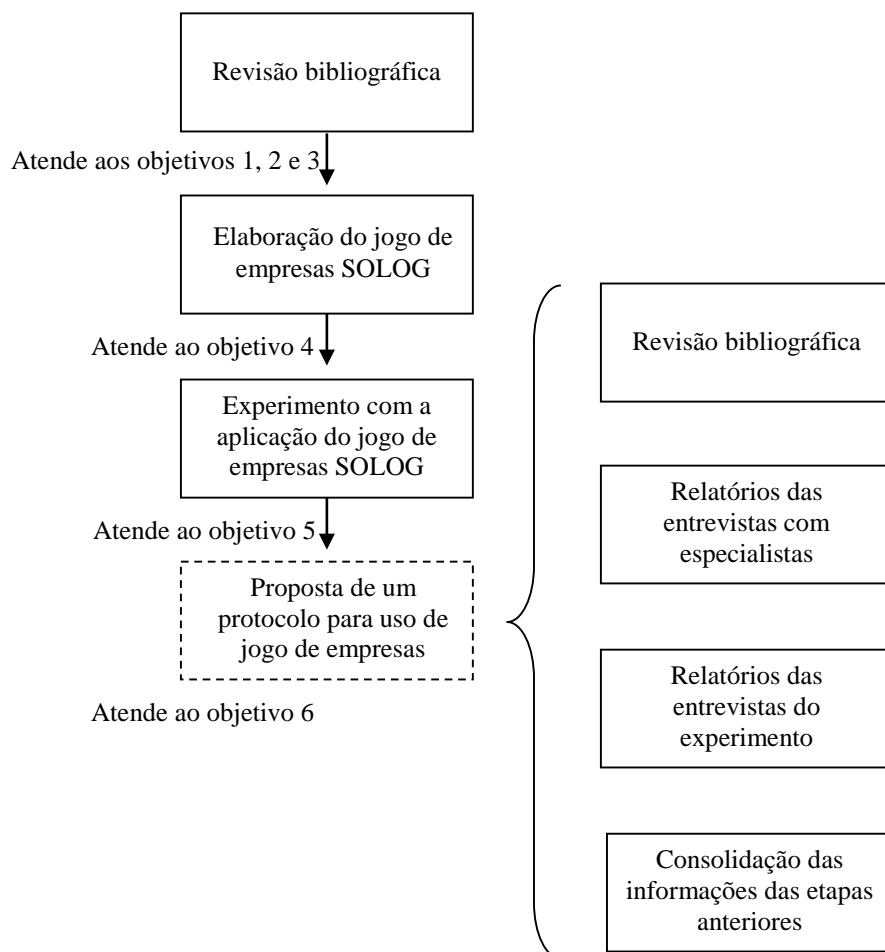 Revisão bibliográfica
Atende aos objetivos 1, 2 e 3
Elaboração do jogo de
empresas SOLOG
Atende ao objetivo 4
Experimento com a
aplicação do jogo de
empresas SOLOG
Atende ao objetivo 5
Proposta de um
protocolo para uso de
jogo de empresas
Atende ao objetivo 6
Revisão bibliográfica
Relatórios das
entrevistas com
especialistas
Relatórios das
entrevistas do
experimento
Consolidação das
informações das etapas
anteriores